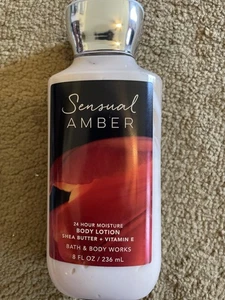 Sensual
AMBER
24 HOUR MOISTURE
BODY LOTION
SHEA BUTTER + VITAMIN E
BATH & BODY WORKS
8 FL OZ / 236 mL